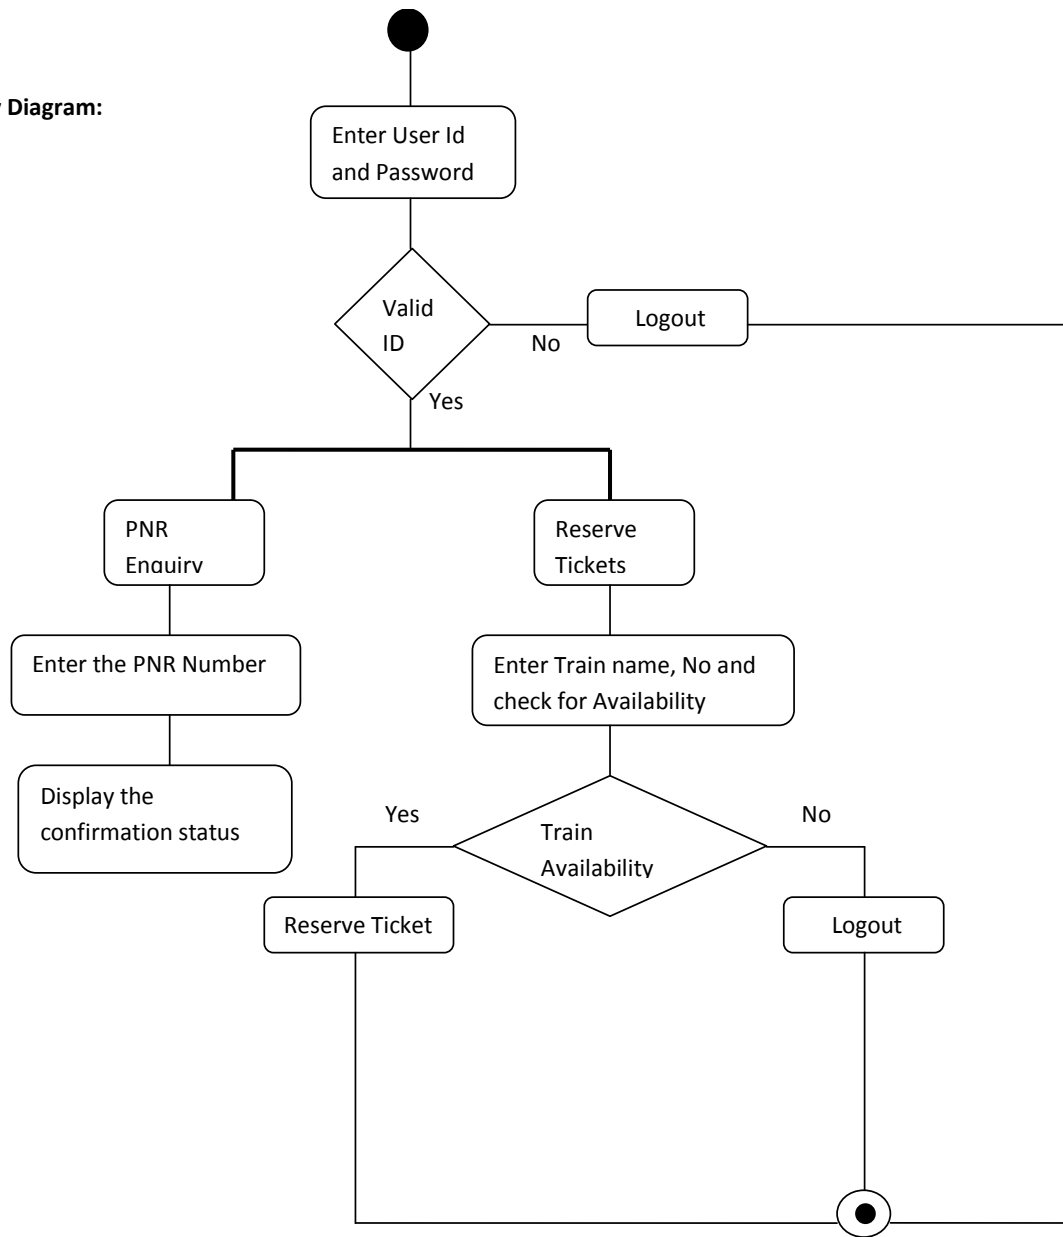 Diagram:
Enter User Id
and Password
Valid
ID
Logout
No
Yes
PNR
Enquiry
Reserve
Tickets
Enter the PNR Number
Enter Train name, No and
check for Availability
Display the
confirmation status
Yes
No
Train
Availability
Reserve Ticket
Logout